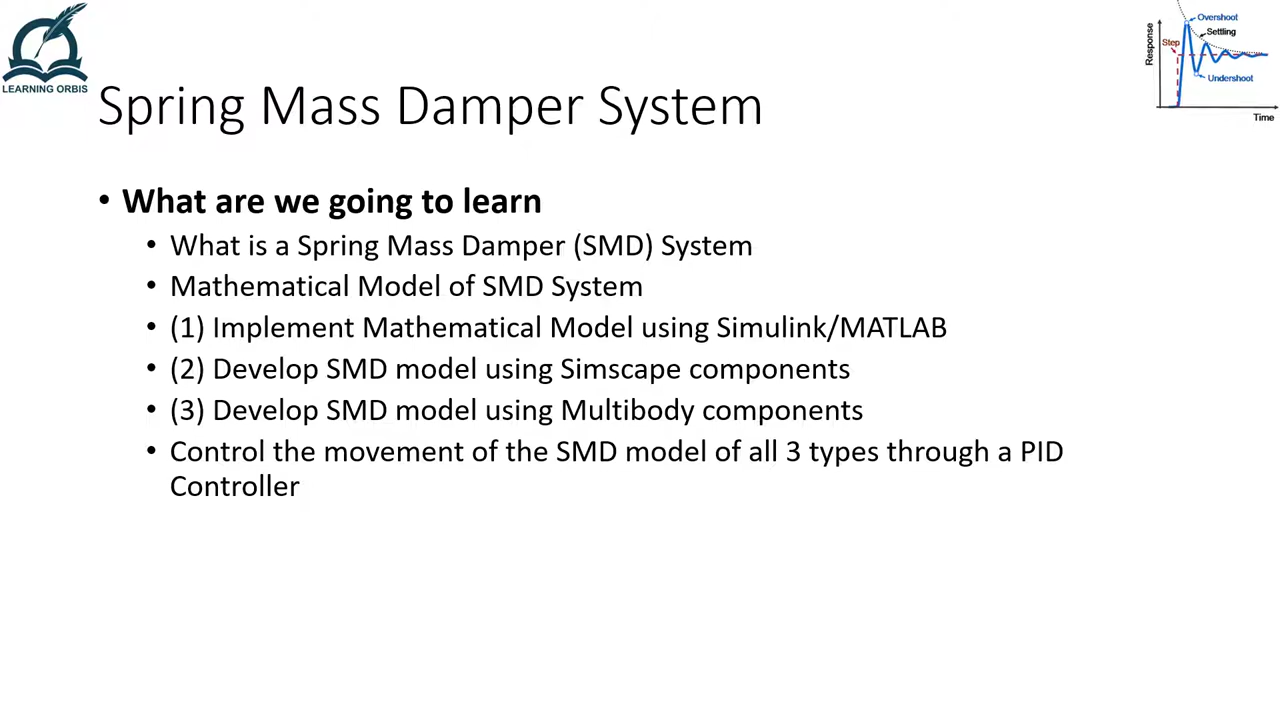 LEARNING ORBIS
Spring Mass Damper System
Response
Step
Overshoot
Settling
Undershoot
Time
• What are we going to learn
• What is a Spring Mass Damper (SMD) System
• Mathematical Model of SMD System
• (1) Implement Mathematical Model using Simulink/MATLAB
• (2) Develop SMD model using Simscape components
• (3) Develop SMD model using Multibody components
• Control the movement of the SMD model of all 3 types through a PID
Controller